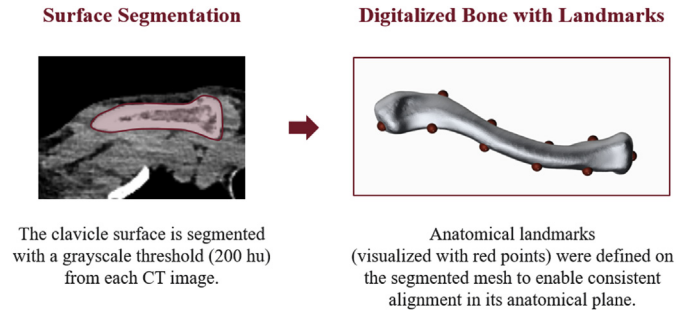 Surface Segmentation
Digitalized Bone with Landmarks
The clavicle surface is segmented
with a grayscale threshold (200 hu)
from each CT image.
Anatomical landmarks
(visualized with red points) were defined on
the segmented mesh to enable consistent
alignment in its anatomical plane.